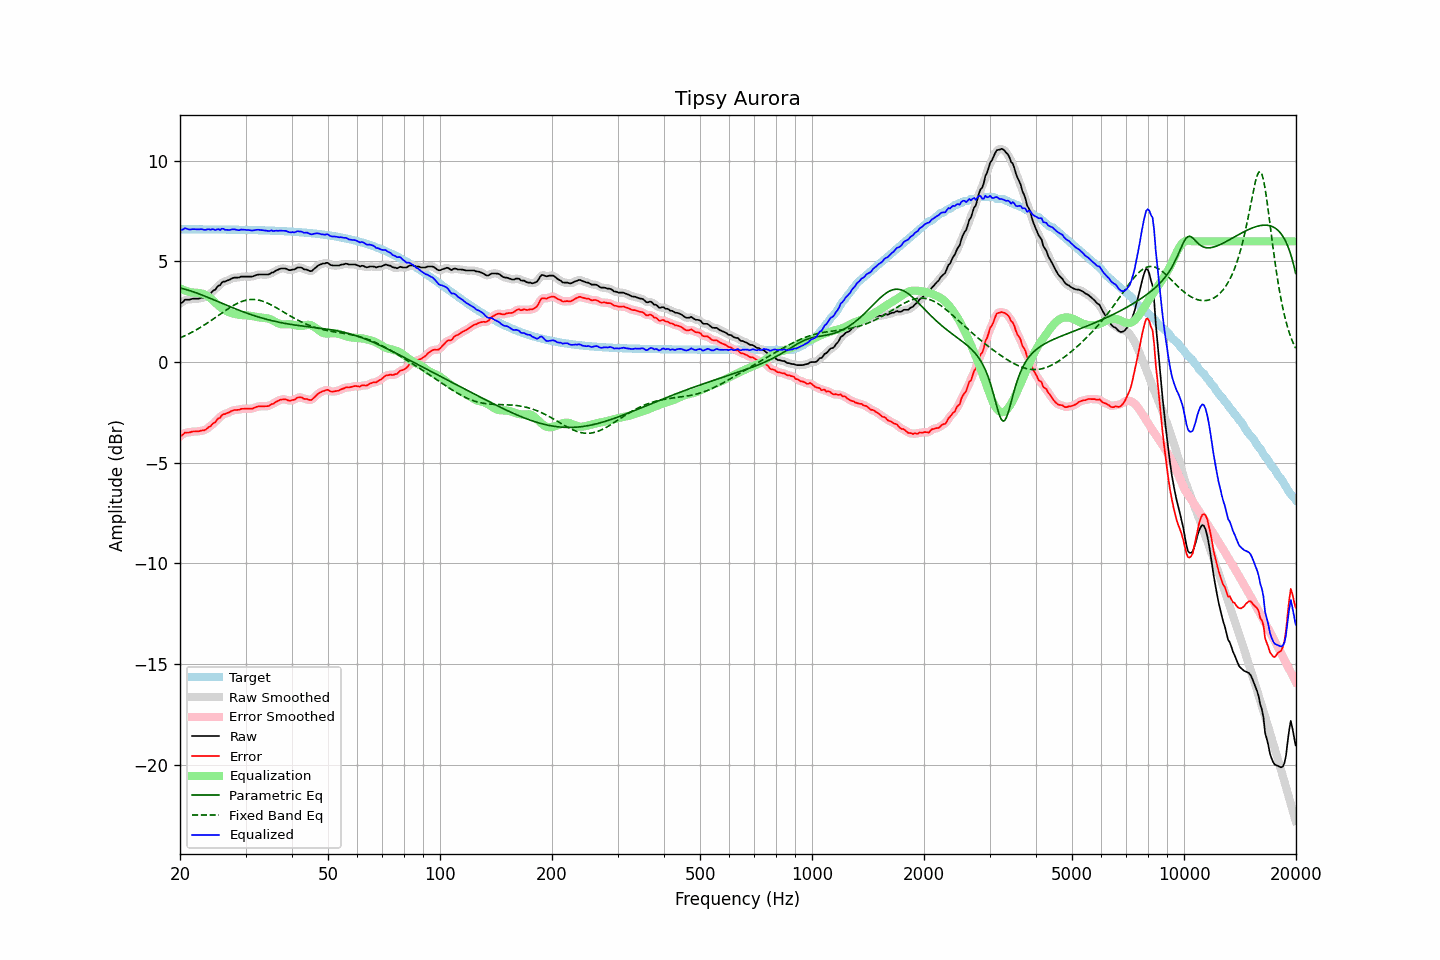 Tipsy Aurora
Amplitude (dBr)
10
5
0
−5
−10
−15
−20
Target
Raw Smoothed
Error Smoothed
Raw
Error
Equalization
Parametric Eq
Fixed Band Eq
Equalized
20 50 100 200 500 1000 2000 5000 10000 20000
Frequency (Hz)